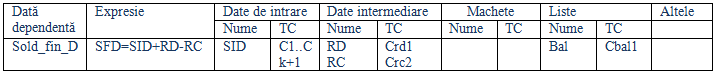 Dată Expresie Date de intrare Date intermediare Machete Liste Altele
dependentă Nume TC Nume TC Nume TC Nume TC
Sold_fin_D SFD=SID+RD-RC SID C1..C RD Crd1 Bal Cbal1
k+1 RC Crc2